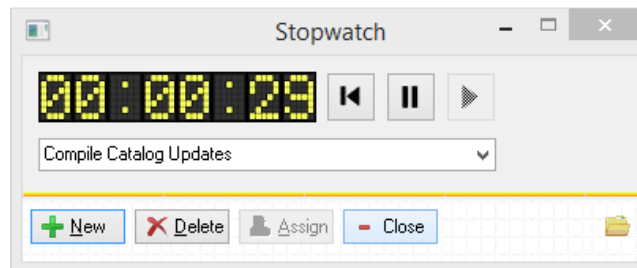 Stopwatch
00:00:29
Compile Catalog Updates
New Delete Assign Close